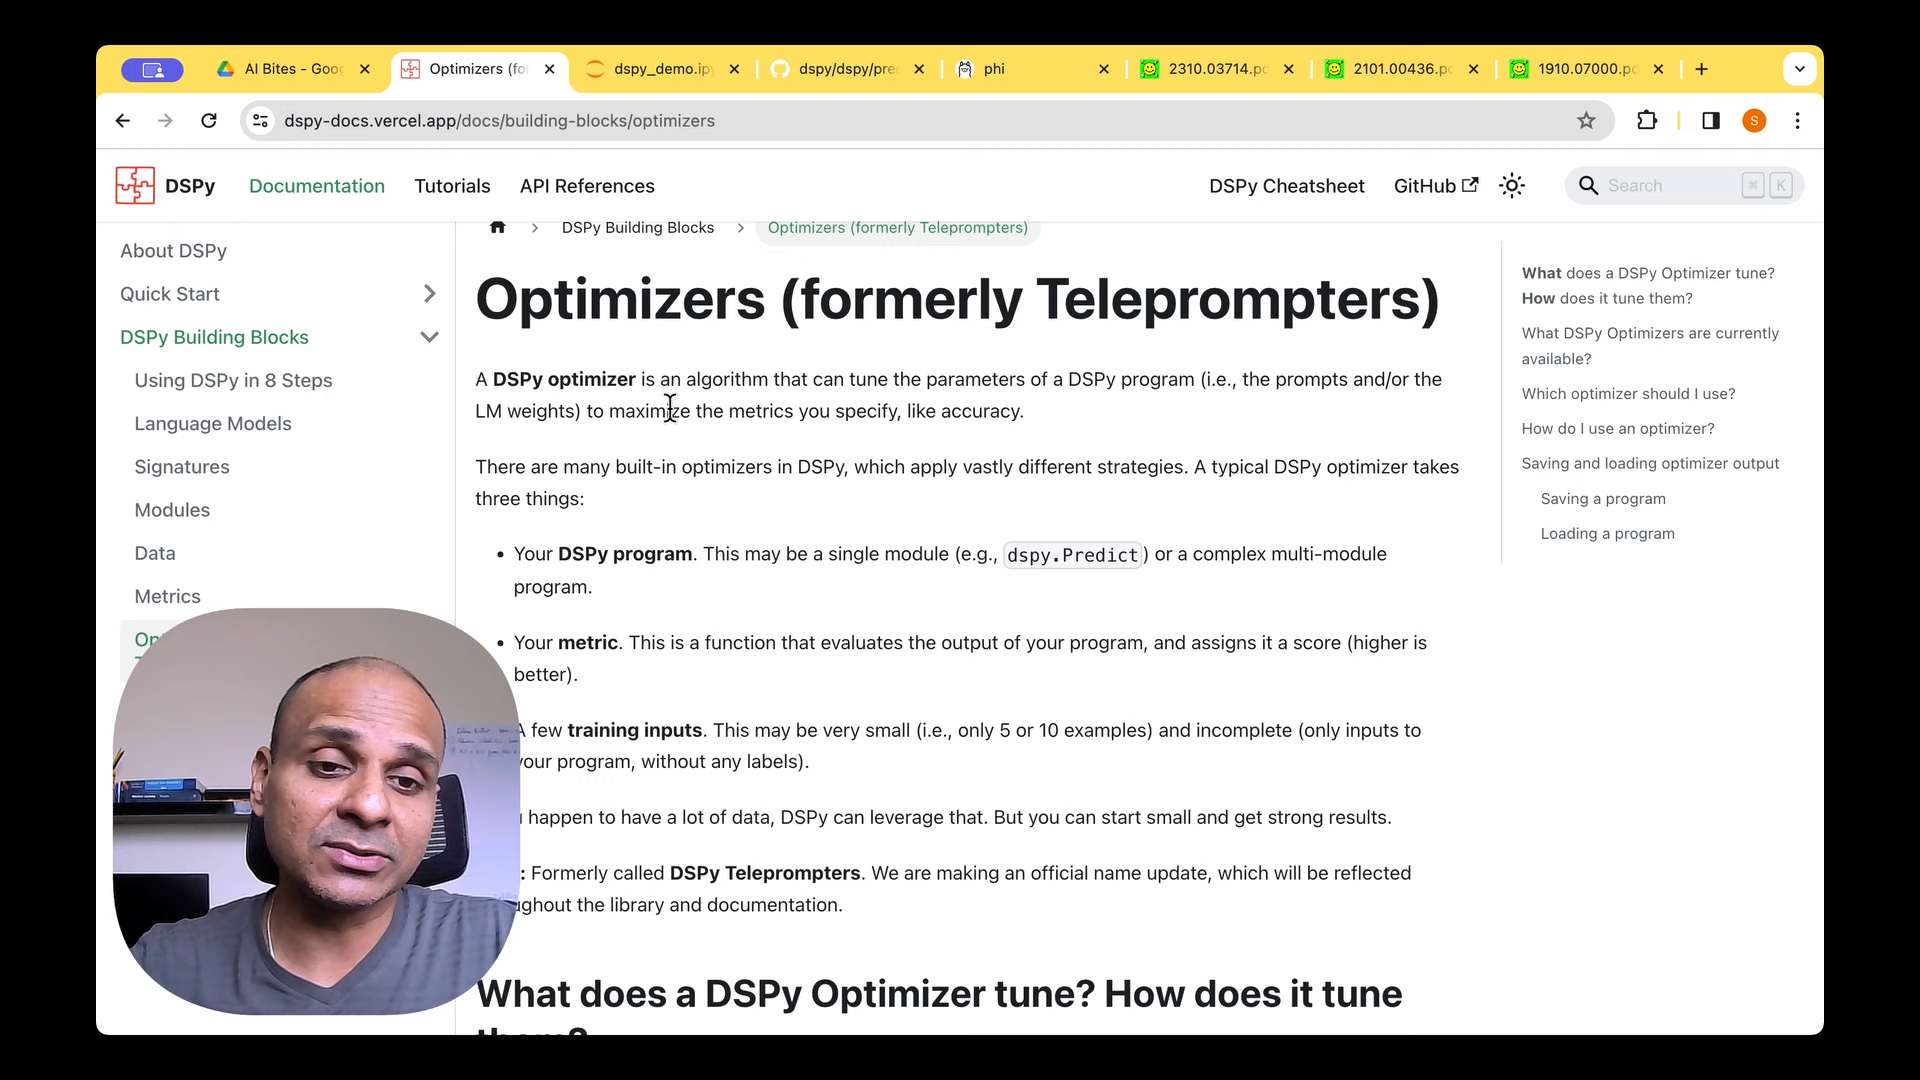 AI Bites - Goog
Optimizers (fo
dspy_demo.ipy
dspy/dspy/pre
phi
2310.03714.pd
2101.00436.pd
1910.07000.pd
dspy-docs.vercel.app/docs/building-blocks/optimizers
S
DSPy
Documentation
Tutorials
API References
DSPy Cheatsheet
GitHub
Search
⌘ K
About DSPy
Quick Start
DSPy Building Blocks
Using DSPy in 8 Steps
Language Models
Signatures
Modules
Data
Metrics
Op
DSPy Building Blocks
Optimizers (formerly Teleprompters)
Optimizers (formerly Teleprompters)
A DSPy optimizer is an algorithm that can tune the parameters of a DSPy program (i.e., the prompts and/or the
LM weights) to maximize the metrics you specify, like accuracy.
There are many built-in optimizers in DSPy, which apply vastly different strategies. A typical DSPy optimizer takes
three things:
• Your DSPy program. This may be a single module (e.g., dspy.Predict) or a complex multi-module
program.
• Your metric. This is a function that evaluates the output of your program, and assigns it a score (higher is
better).
A few training inputs. This may be very small (i.e., only 5 or 10 examples) and incomplete (only inputs to
your program, without any labels).
happen to have a lot of data, DSPy can leverage that. But you can start small and get strong results.
: Formerly called DSPy Teleprompters. We are making an official name update, which will be reflected
ughout the library and documentation.
What does a DSPy Optimizer tune? How does it tune
them?
What does a DSPy Optimizer tune?
How does it tune them?
What DSPy Optimizers are currently
available?
Which optimizer should I use?
How do I use an optimizer?
Saving and loading optimizer output
Saving a program
Loading a program